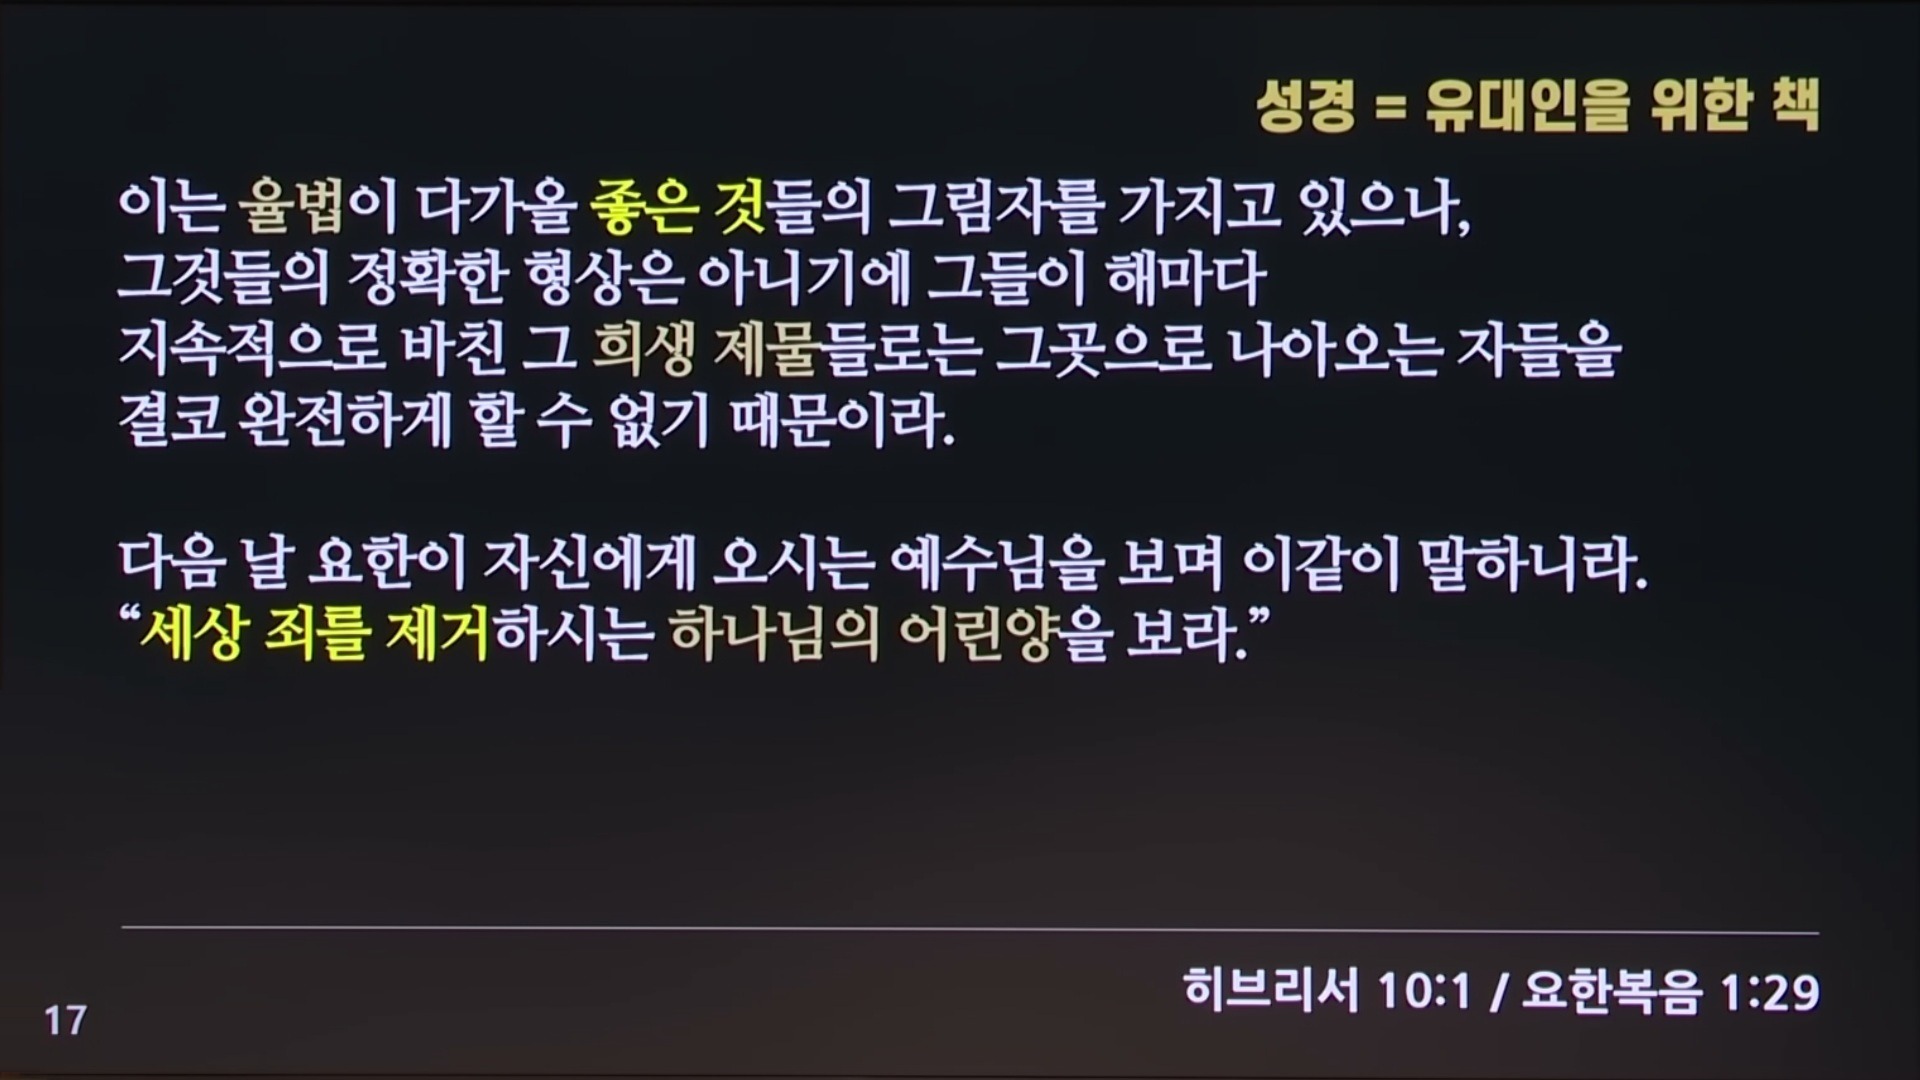 성경 = 유대인을 위한 책
이는 율법이 다가올 좋은 것들의 그림자를 가지고 있으나,
그것들의 정확한 형상은 아니기에 그들이 해마다
지속적으로 바친 그 희생 제물들로는 그곳으로 나아오는 자들을
결코 완전하게 할 수 없기 때문이라.
다음 날 요한이 자신에게 오시는 예수님을 보며 이같이 말하니라.
“세상 죄를 제거하시는 하나님의 어린양을 보라.”
히브리서 10:1 / 요한복음 1:29
17